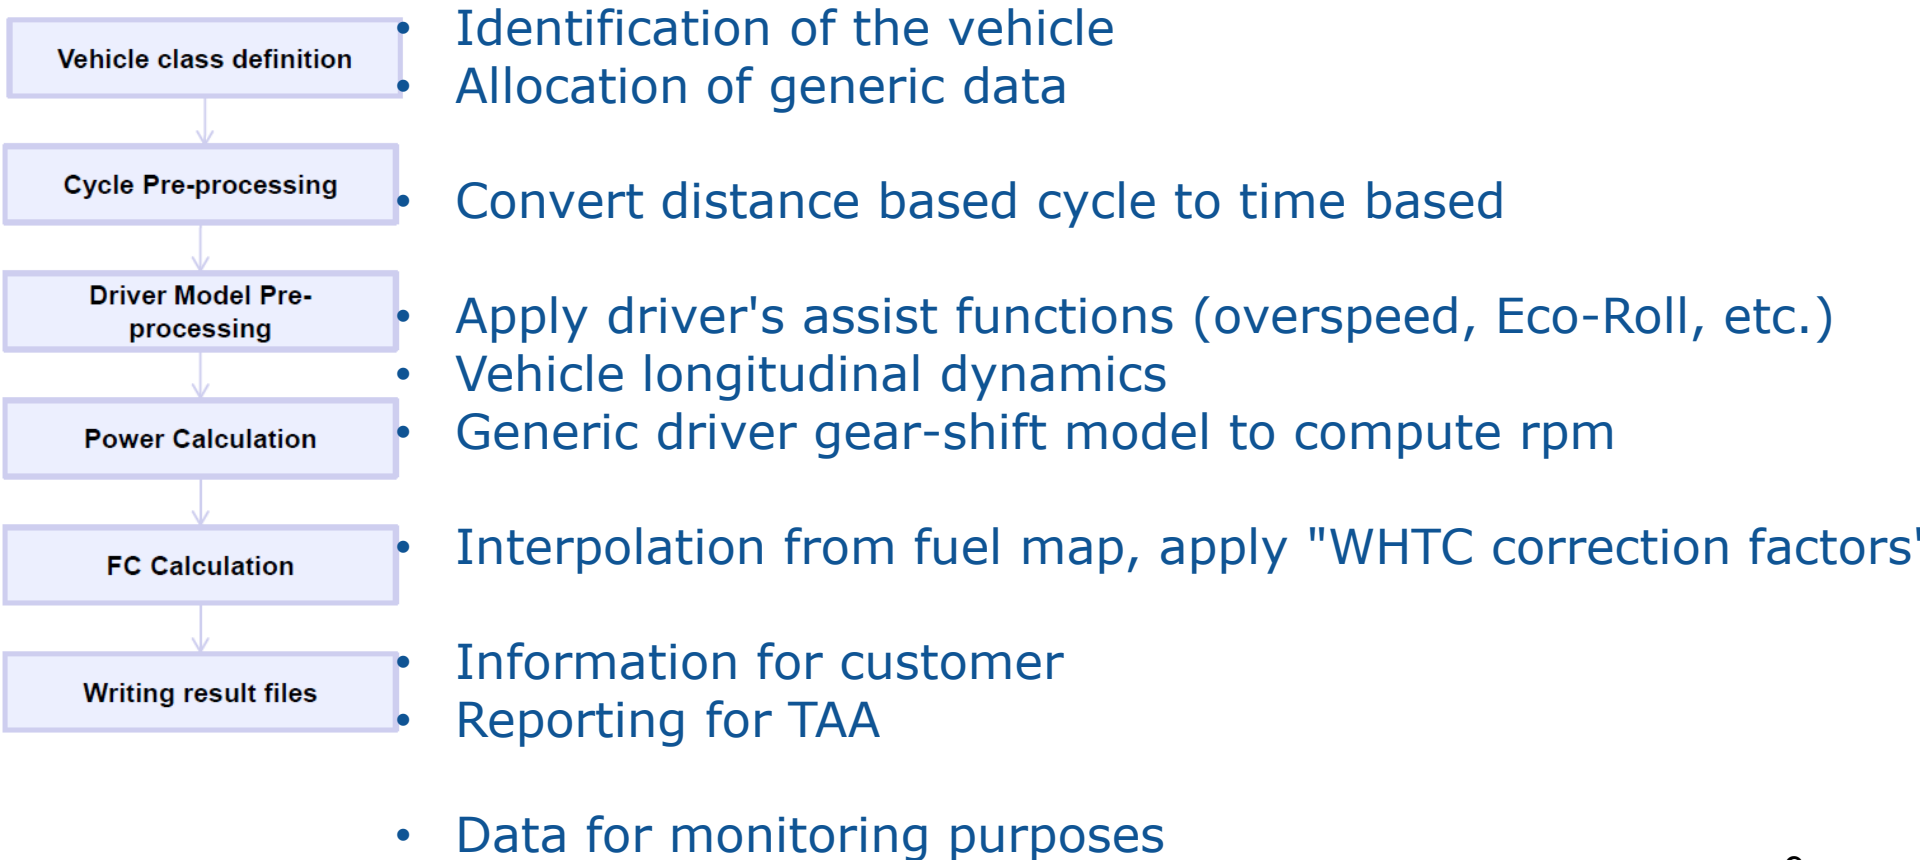 Vehicle class definition
• Identification of the vehicle
• Allocation of generic data
Cycle Pre-processing
• Convert distance based cycle to time based
Driver Model Pre-
processing
• Apply driver's assist functions (overspeed, Eco-Roll, etc.)
• Vehicle longitudinal dynamics
Power Calculation
• Generic driver gear-shift model to compute rpm
FC Calculation
• Interpolation from fuel map, apply "WHTC correction factors"
Writing result files
• Information for customer
• Reporting for TAA
• Data for monitoring purposes